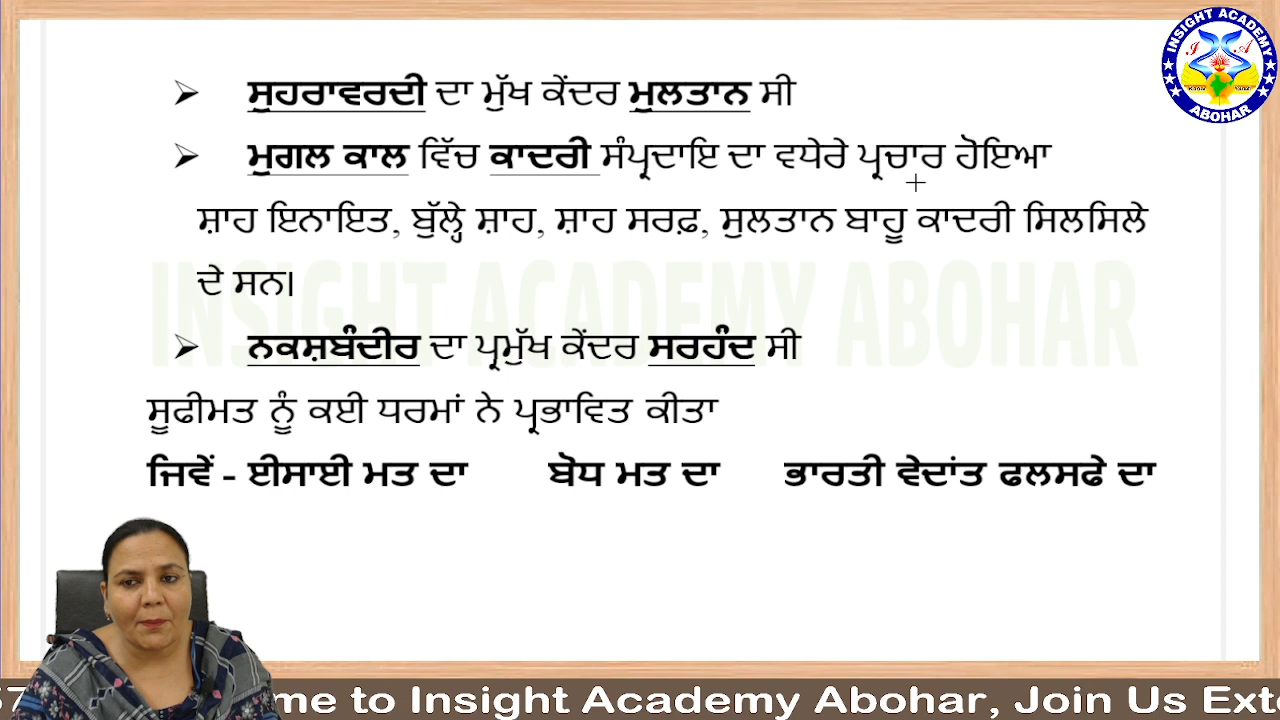 ਸੁਹਰਾਵਰਦੀ ਦਾ ਮੁੱਖ ਕੇਂਦਰ ਮੁਲਤਾਨ ਸੀ
ਮੁਗਲ ਕਾਲ ਵਿੱਚ ਕਾਦਰੀ ਸੰਪ੍ਰਦਾਇ ਦਾ ਵਧੇਰੇ ਪ੍ਰਚਾਰ ਹੋਇਆ
ਸ਼ਾਹ ਇਨਾਇਤ, ਬੁੱਲ੍ਹੇ ਸ਼ਾਹ, ਸ਼ਾਹ ਸਰਫ਼, ਸੁਲਤਾਨ ਬਾਹੂ ਕਾਦਰੀ ਸਿਲਸਿਲੇ
ਦੇ ਸਨ।
ਨਕਸ਼ਬੰਦੀਰ ਦਾ ਪ੍ਰਮੁੱਖ ਕੇਂਦਰ ਸਰਹੰਦ ਸੀ
ਸੂਫੀਮਤ ਨੂੰ ਕਈ ਧਰਮਾਂ ਨੇ ਪ੍ਰਭਾਵਿਤ ਕੀਤਾ
ਜਿਵੇਂ - ਈਸਾਈ ਮਤ ਦਾ ਬੋਧ ਮਤ ਦਾ ਭਾਰਤੀ ਵੇਦਾਂਤ ਫਲਸਫੇ ਦਾ
INSIGHT ACADEMY ABOHAR
INSIGHT ACADEMY
I A
ABOHAR
me to Insight Academy Abohar, Join Us Ext